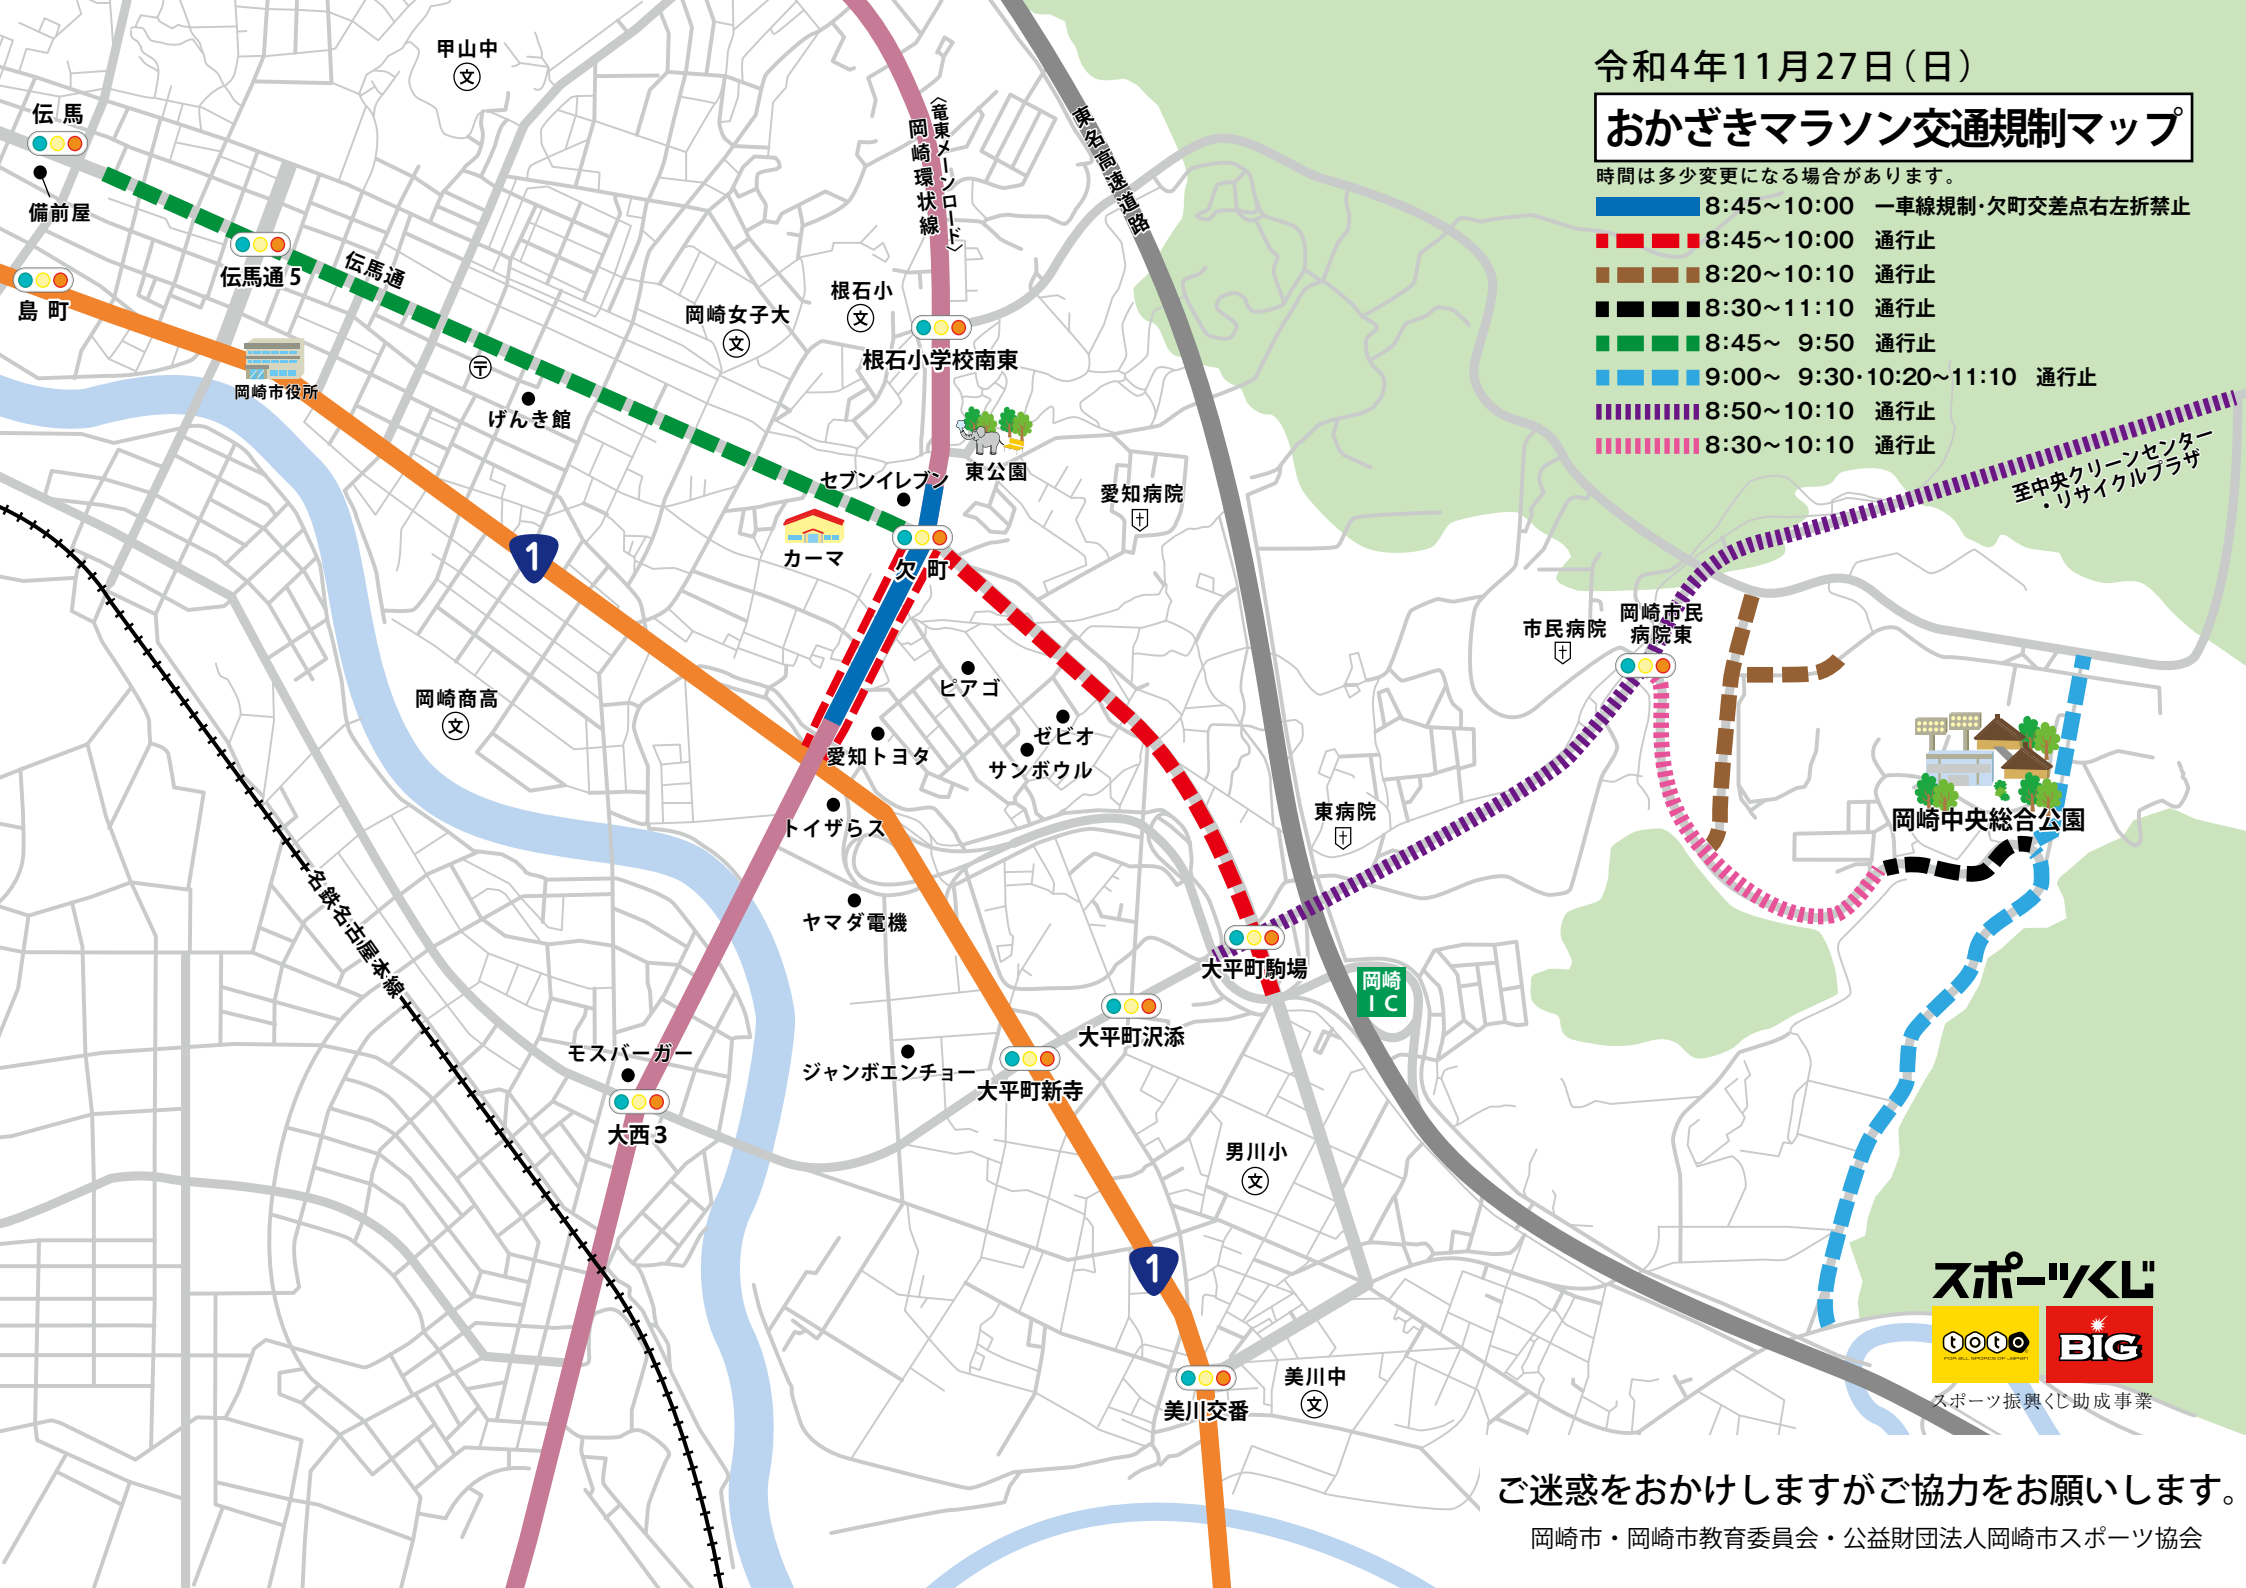 令和4年11月27日(日)
おかざきマラソン交通規制マップ
時間は多少変更になる場合があります。
8:45～10:00 一車線規制・欠町交差点右左折禁止
8:45～10:00 通行止
8:20～10:10 通行止
8:30～11:10 通行止
8:45～ 9:50 通行止
9:00～ 9:30・10:20～11:10 通行止
8:50～10:10 通行止
8:30～10:10 通行止
至中央クリーンセンター
・リサイクルプラザ
甲山中
文
伝馬
備前屋
伝馬通5
伝馬通
島町
岡崎市役所
〒
げんき館
岡崎女子大
文
根石小
文
根石小学校南東
〈竜東メーンロード〉
岡崎環状線
東名高速道路
東公園
セブンイレブン
愛知病院
カーマ
欠町
1
岡崎商高
文
ピアゴ
ゼビオ
サンボウル
愛知トヨタ
トイザらス
ヤマダ電機
東病院
市民病院
岡崎市民
病院東
岡崎中央総合公園
名鉄名古屋本線
大平町駒場
岡崎
IC
大平町沢添
大平町新寺
ジャンボエンチョー
モスバーガー
大西3
男川小
文
1
美川交番
美川中
文
スポーツくじ
toto
FOR ALL SPORTS OF JAPAN
BIG
スポーツ振興くじ助成事業
ご迷惑をおかけしますがご協力をお願いします。
岡崎市・岡崎市教育委員会・公益財団法人岡崎市スポーツ協会